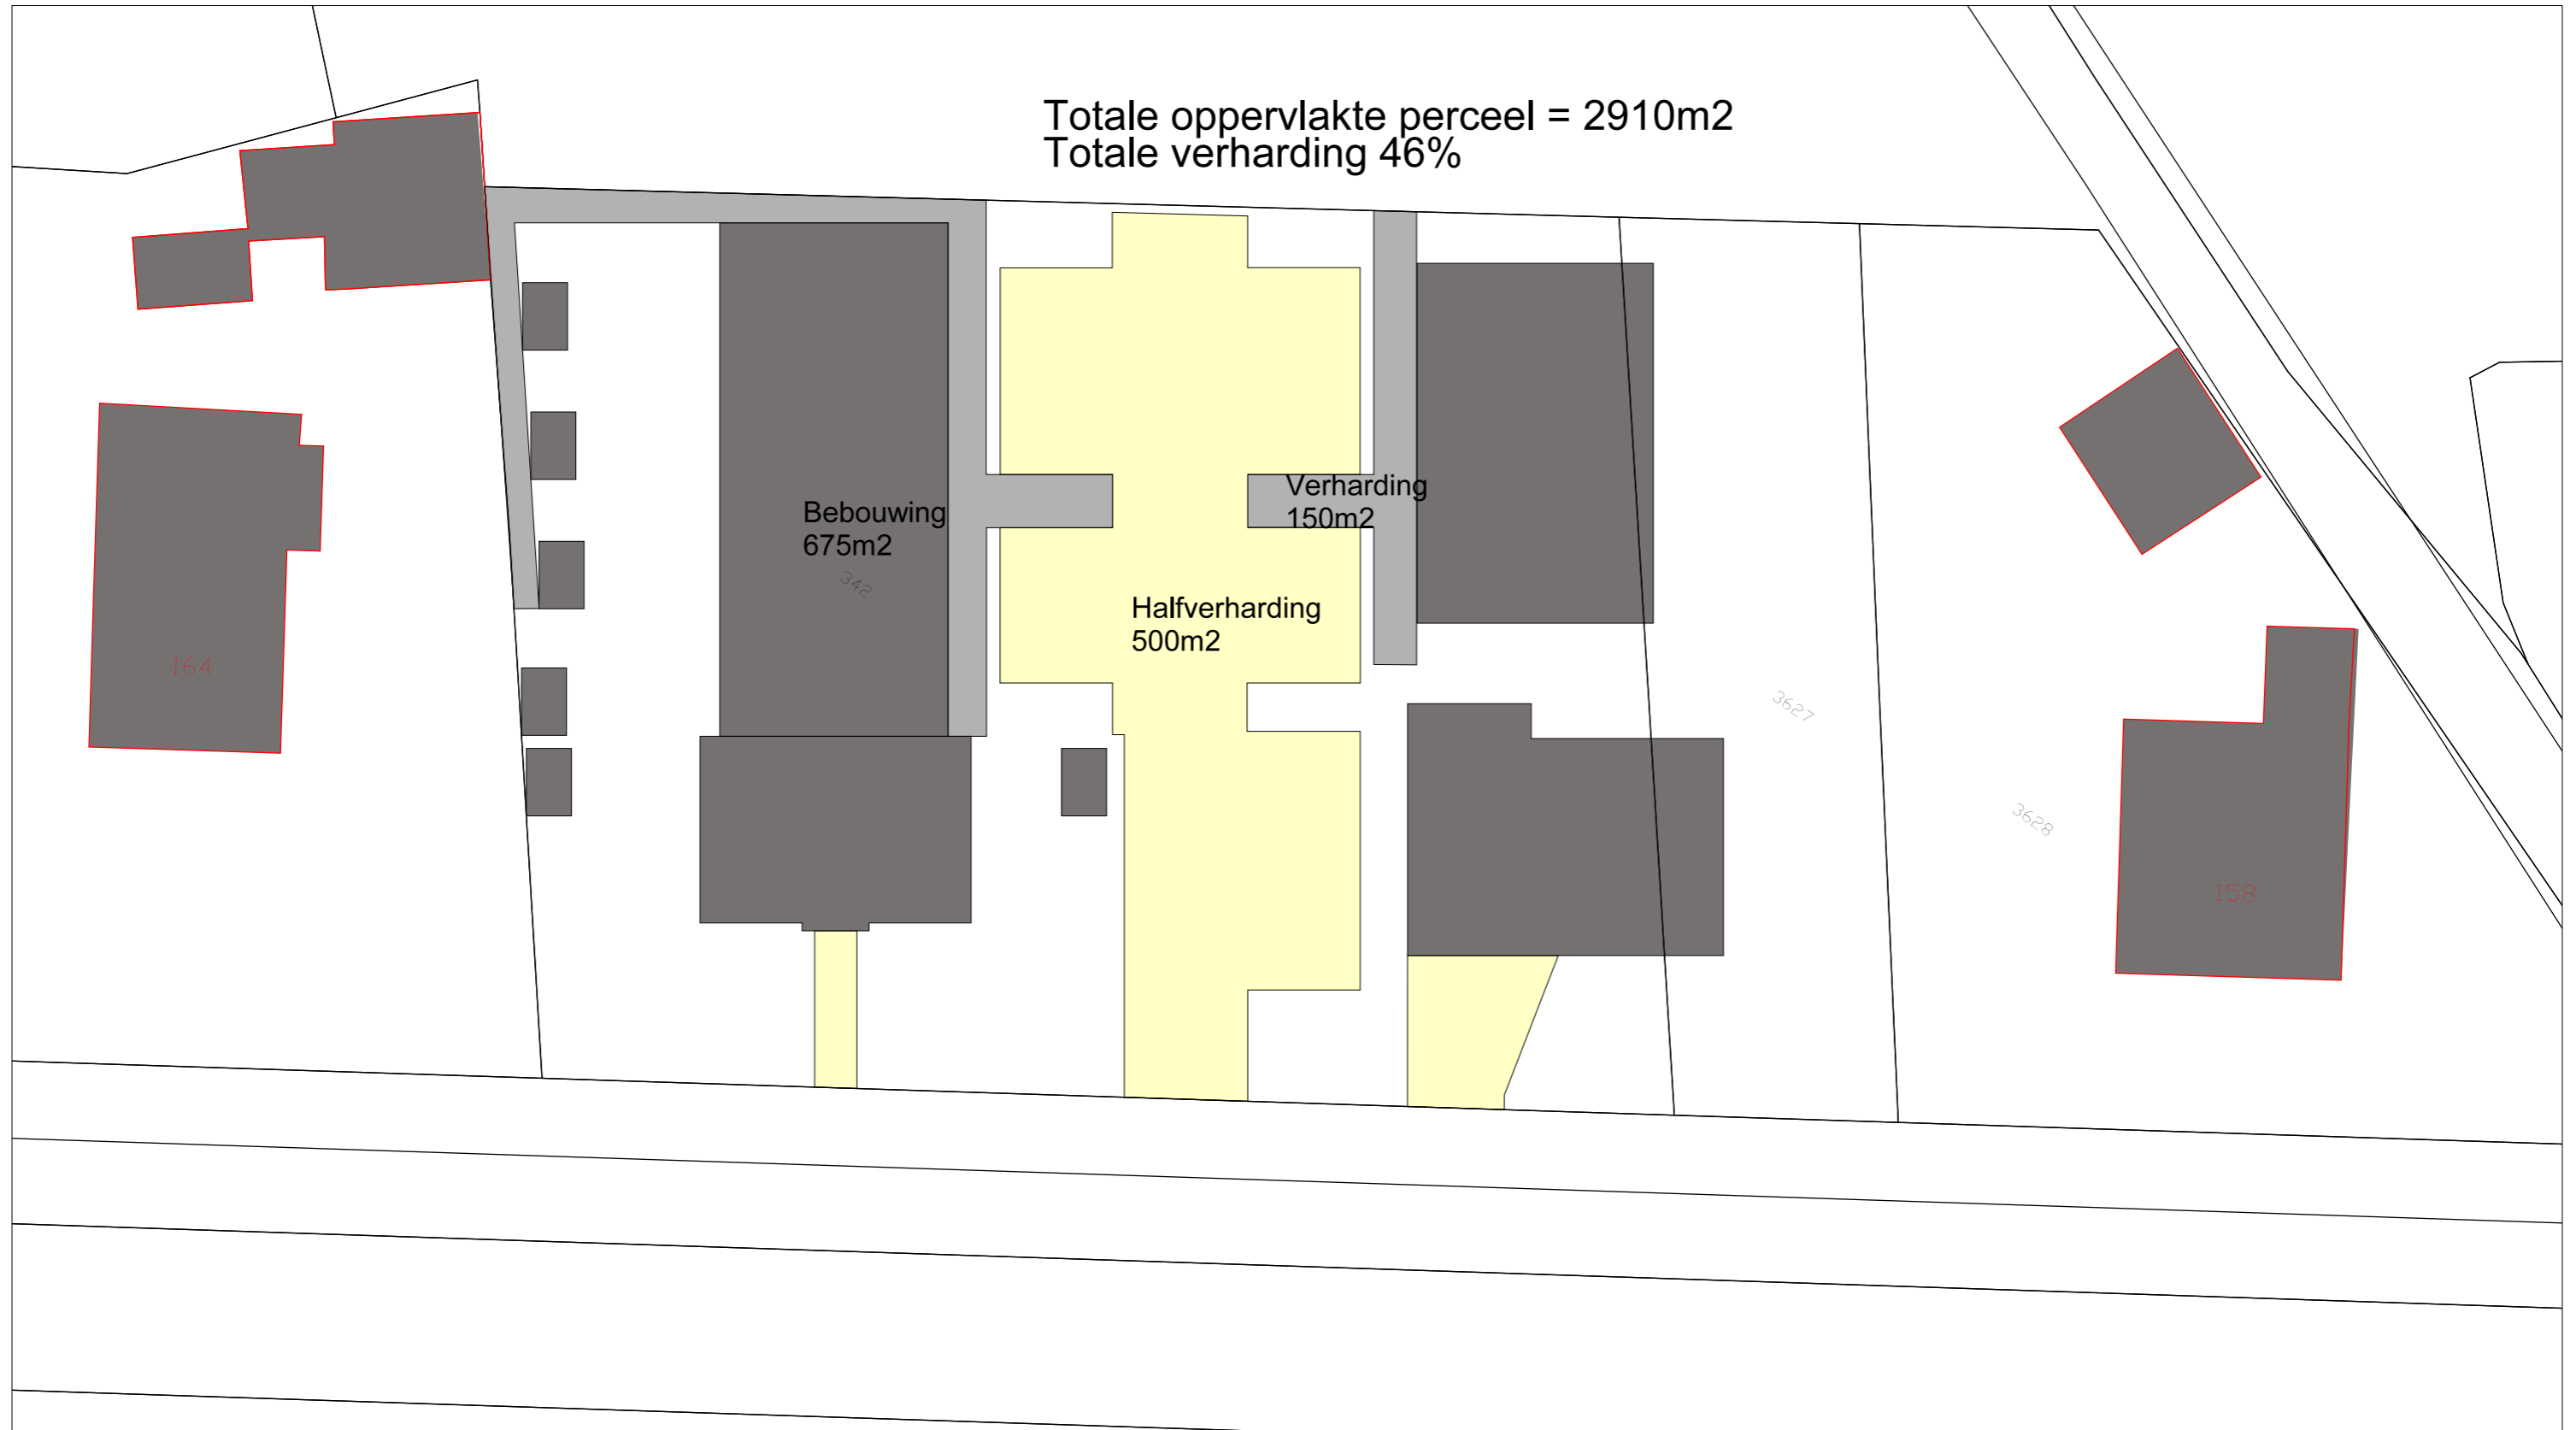 Totale oppervlakte perceel = 2910m2
Totale verharding 46%
Verharding
150m2
Bebouwing
675m2
342
Halfverharding
500m2
164
3627
3628
158